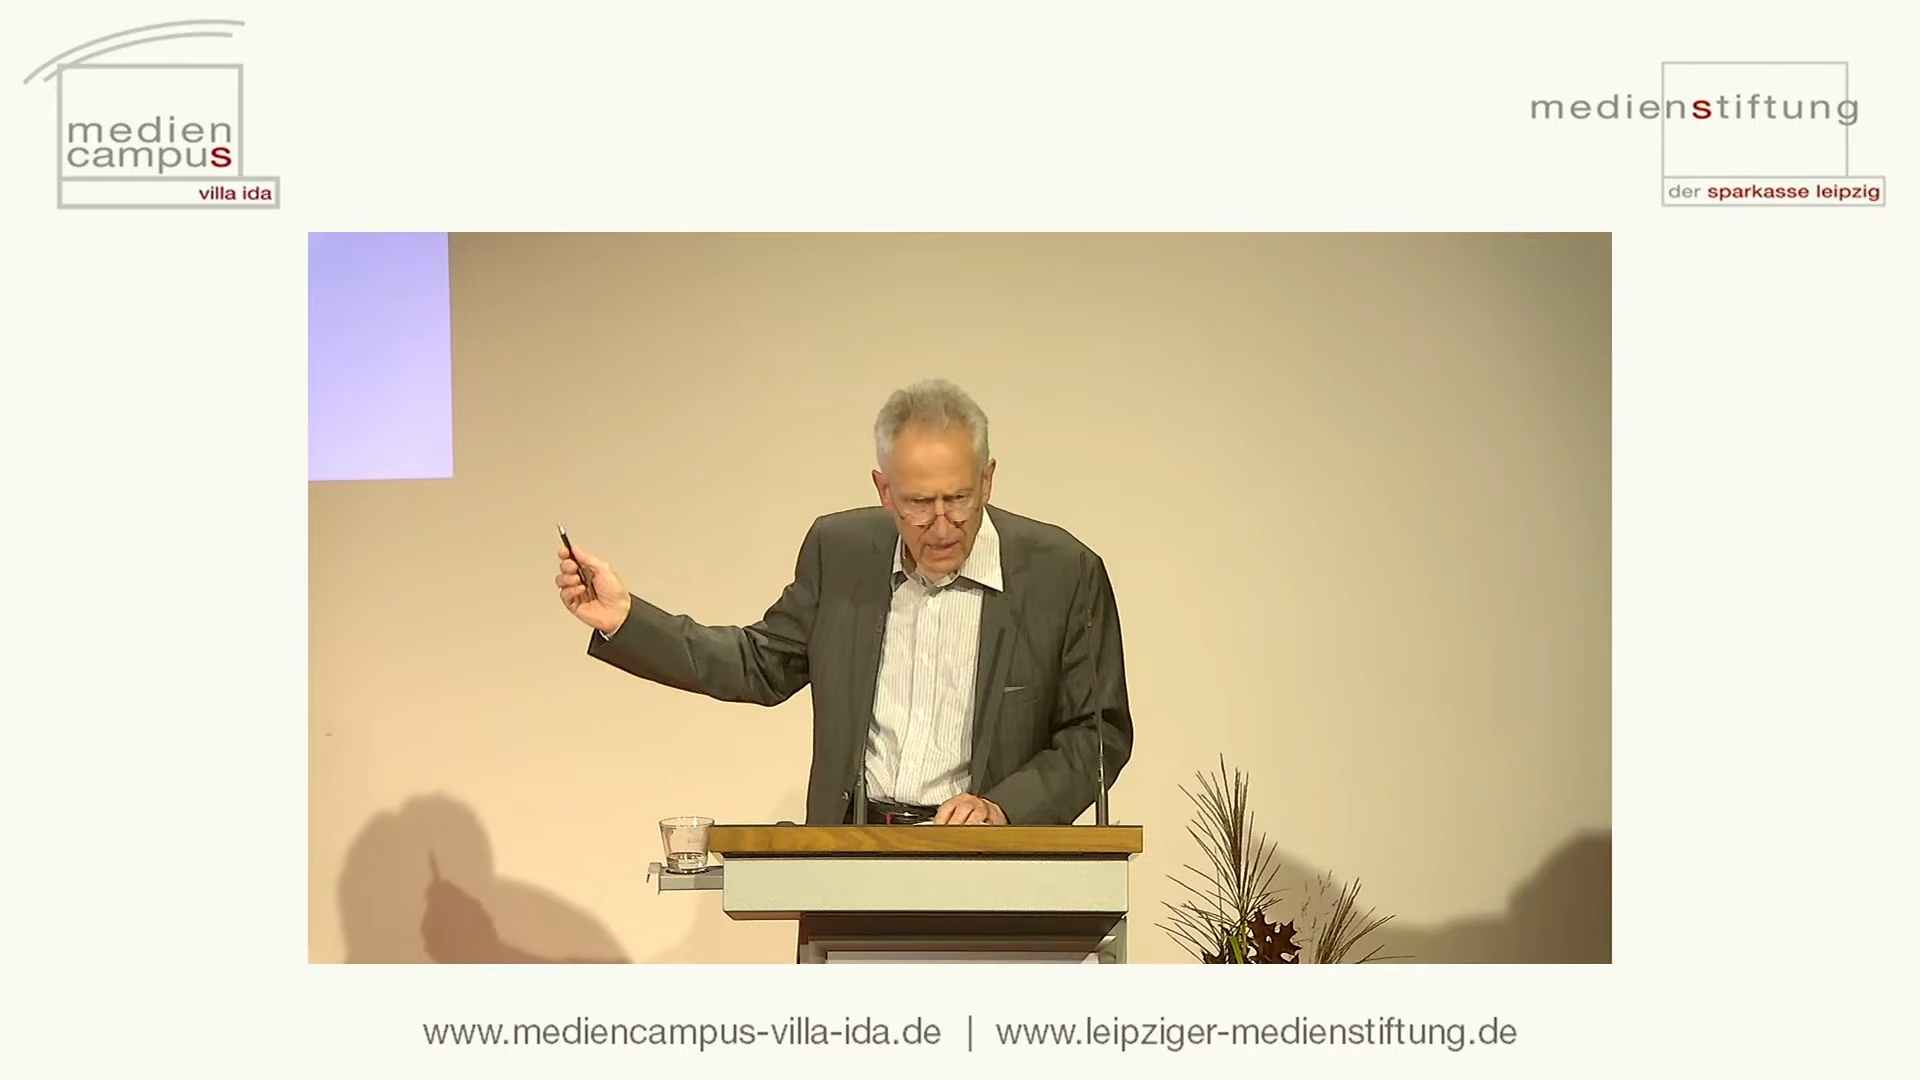 medien
campus
villa ida
medienstiftung
der sparkasse leipzig
www.mediencampus-villa-ida.de | www.leipziger-medienstiftung.de